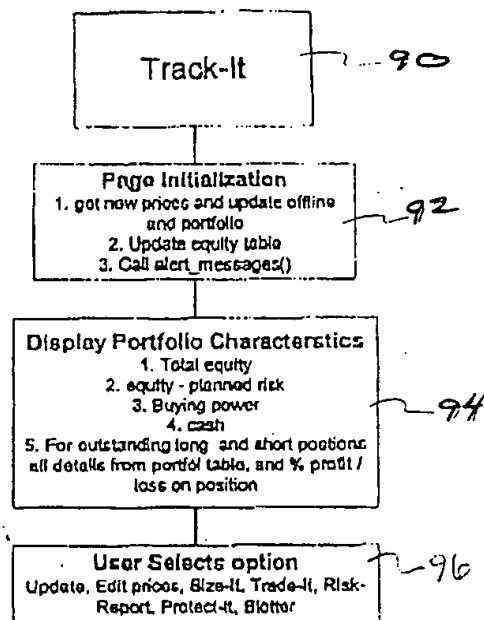 Track-It
90
Page Initialization
1. get new prices and update offline
and portfolio
2. Update equity table
3. Call alert_messages()
92
Display Portfolio Characterstics
1. Total equity
2. equity - planned risk
3. Buying power
4. cash
5. For outstanding long and short postions
all details from portfol table, and % profit /
loss on position
94
User Selects option
Update, Edit prices, Size-It, Trade-It, Risk-
Report, Protect-It, Blotter
96